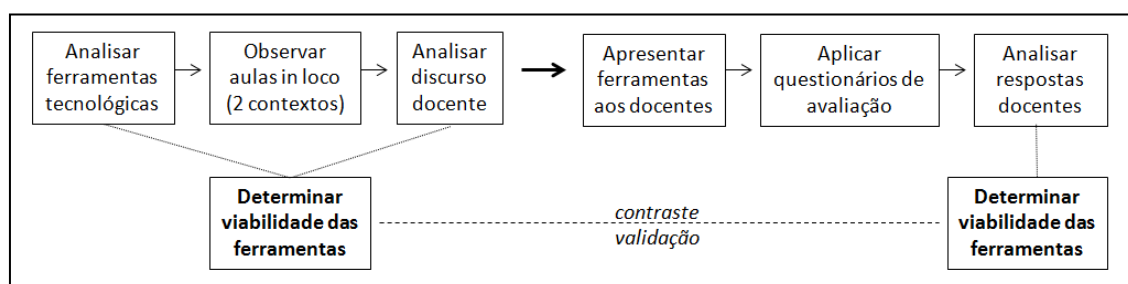 Analisar
ferramentas
tecnológicas
Observar
aulas in loco
(2 contextos)
Analisar
discurso
docente
Apresentar
ferramentas
aos docentes
Aplicar
questionários de
avaliação
Analisar
respostas
docentes
Determinar
viabilidade das
ferramentas
contraste
validação
Determinar
viabilidade das
ferramentas